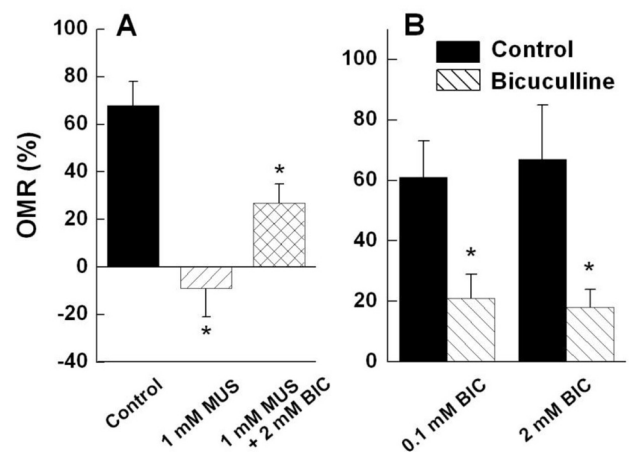 A
B
100
80
60
40
20
0
-20
-40
OMR (%)
Control
1 mM MUS
1 mM MUS
+ 2 mM BIC
*
*
100
80
60
40
20
0
Control
Bicuculline
*
*
0.1 mM BIC
2 mM BIC